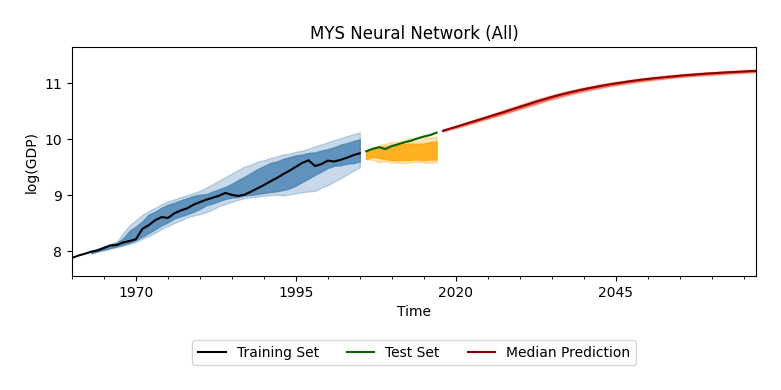 MYS Neural Network (All)
log(GDP)
11
10
9
8
1970 1995 2020 2045
Time
Training Set Test Set Median Prediction